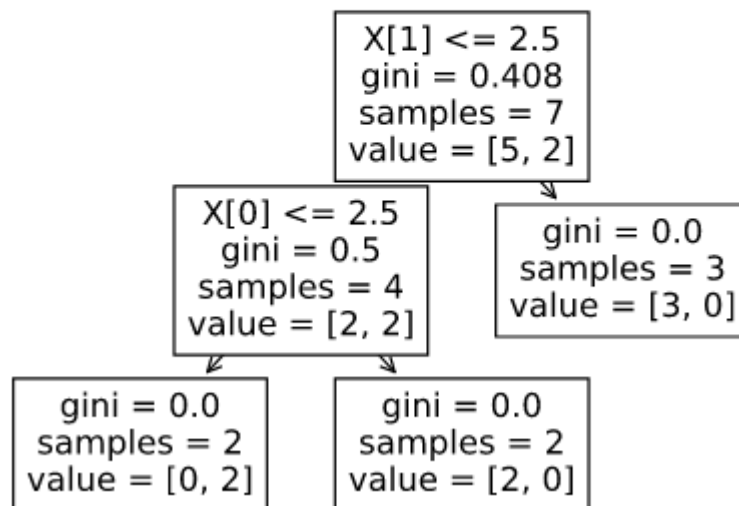 X[1] <= 2.5
gini = 0.408
samples = 7
value = [5, 2]
X[0] <= 2.5
gini = 0.5
samples = 4
value = [2, 2]
gini = 0.0
samples = 3
value = [3, 0]
gini = 0.0
samples = 2
value = [0, 2]
gini = 0.0
samples = 2
value = [2, 0]